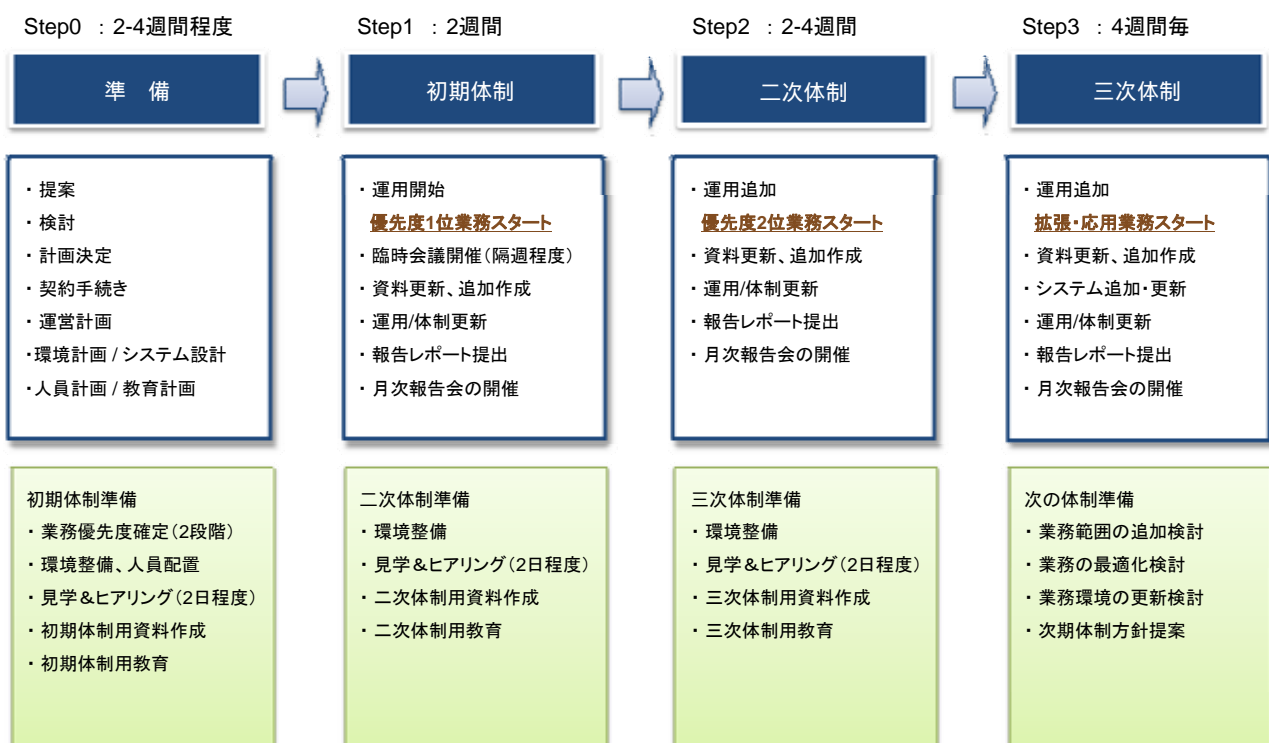 Step0 ：2-4週間程度
準　備
・提案
・検討
・計画決定
・契約手続き
・運営計画
・環境計画 / システム設計
・人員計画 / 教育計画
初期体制準備
・業務優先度確定（2段階）
・環境整備、人員配置
・見学＆ヒアリング（2日程度）
・初期体制用資料作成
・初期体制用教育
Step1 ：2週間
初期体制
・運用開始
優先度1位業務スタート
・臨時会議開催（隔週程度）
・資料更新、追加作成
・運用/体制更新
・報告レポート提出
・月次報告会の開催
二次体制準備
・環境整備
・見学＆ヒアリング（2日程度）
・二次体制用資料作成
・二次体制用教育
Step2 ：2-4週間
二次体制
・運用追加
優先度2位業務スタート
・資料更新、追加作成
・運用/体制更新
・報告レポート提出
・月次報告会の開催
三次体制準備
・環境整備
・見学＆ヒアリング（2日程度）
・三次体制用資料作成
・三次体制用教育
Step3 ：4週間毎
三次体制
・運用追加
拡張・応用業務スタート
・資料更新、追加作成
・システム追加・更新
・運用/体制更新
・報告レポート提出
・月次報告会の開催
次の体制準備
・業務範囲の追加検討
・業務の最適化検討
・業務環境の更新検討
・次期体制方針提案